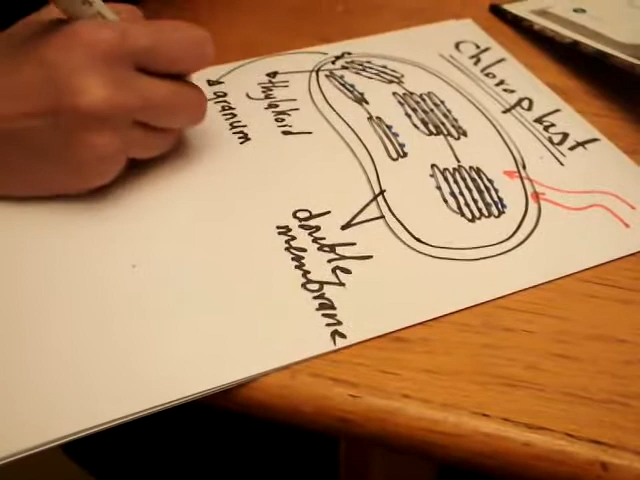 Chloroplast
thylakoid
granum
double
membrane